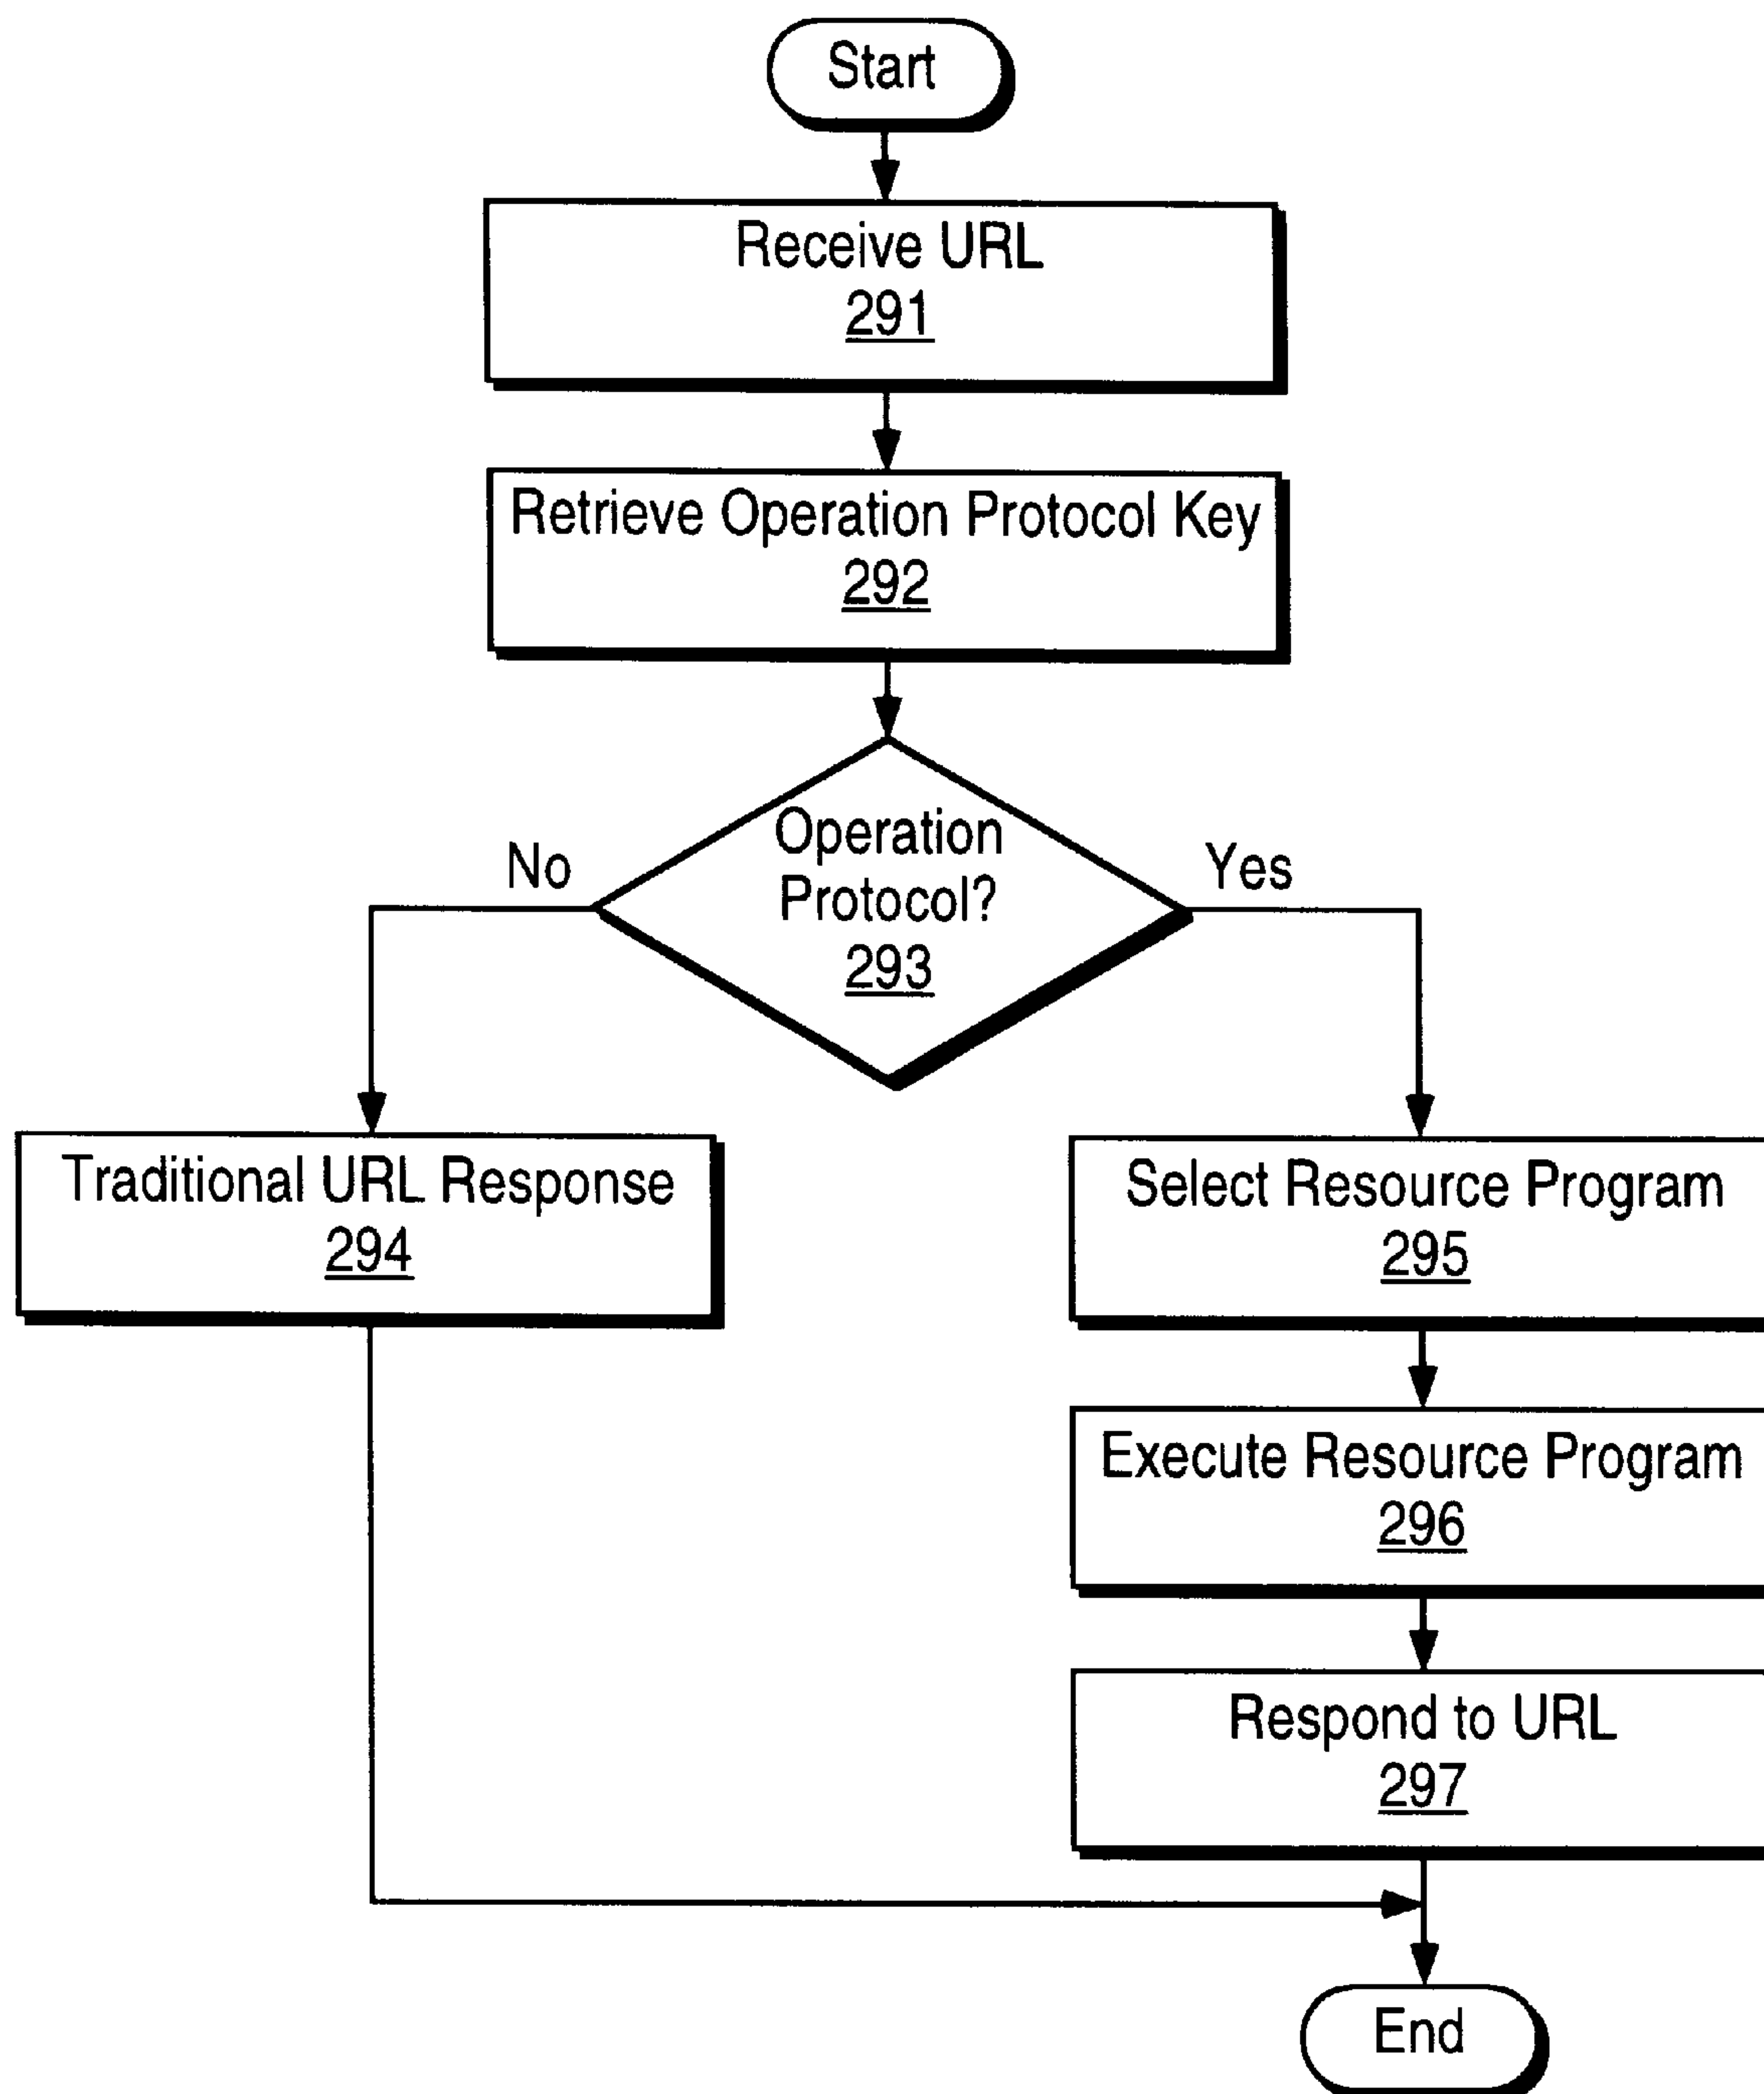 Start
Receive URL
291
Retrieve Operation Protocol Key
292
Operation
Protocol?
293
No
Yes
Traditional URL Response
294
Select Resource Program
295
Execute Resource Program
296
Respond to URL
297
End